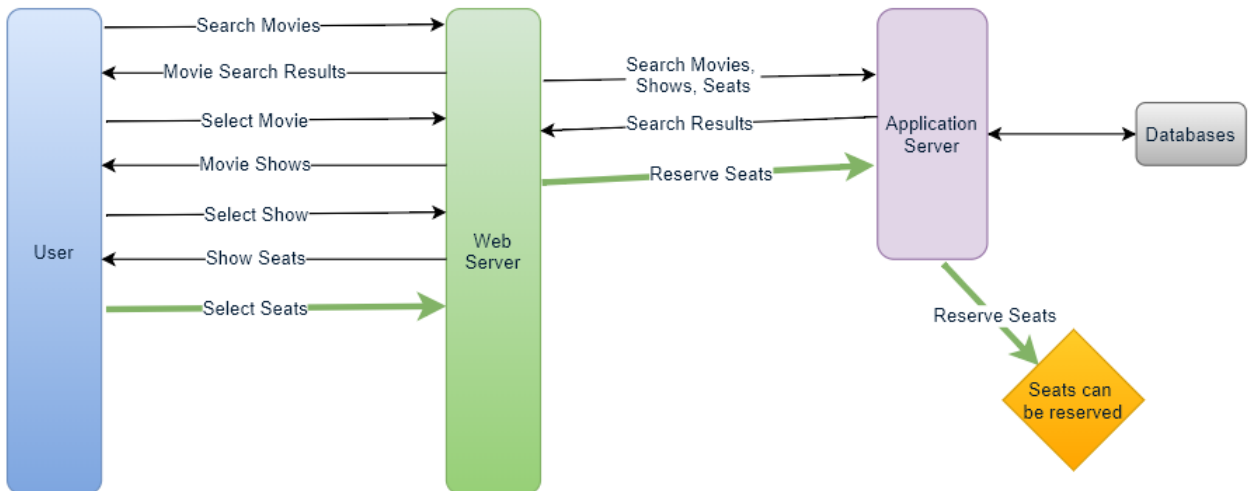 Search Movies
Movie Search Results
Select Movie
Movie Shows
Select Show
Show Seats
Select Seats
User
Web
Server
Search Movies,
Shows, Seats
Search Results
Reserve Seats
Application
Server
Databases
Reserve Seats
Seats can
be reserved